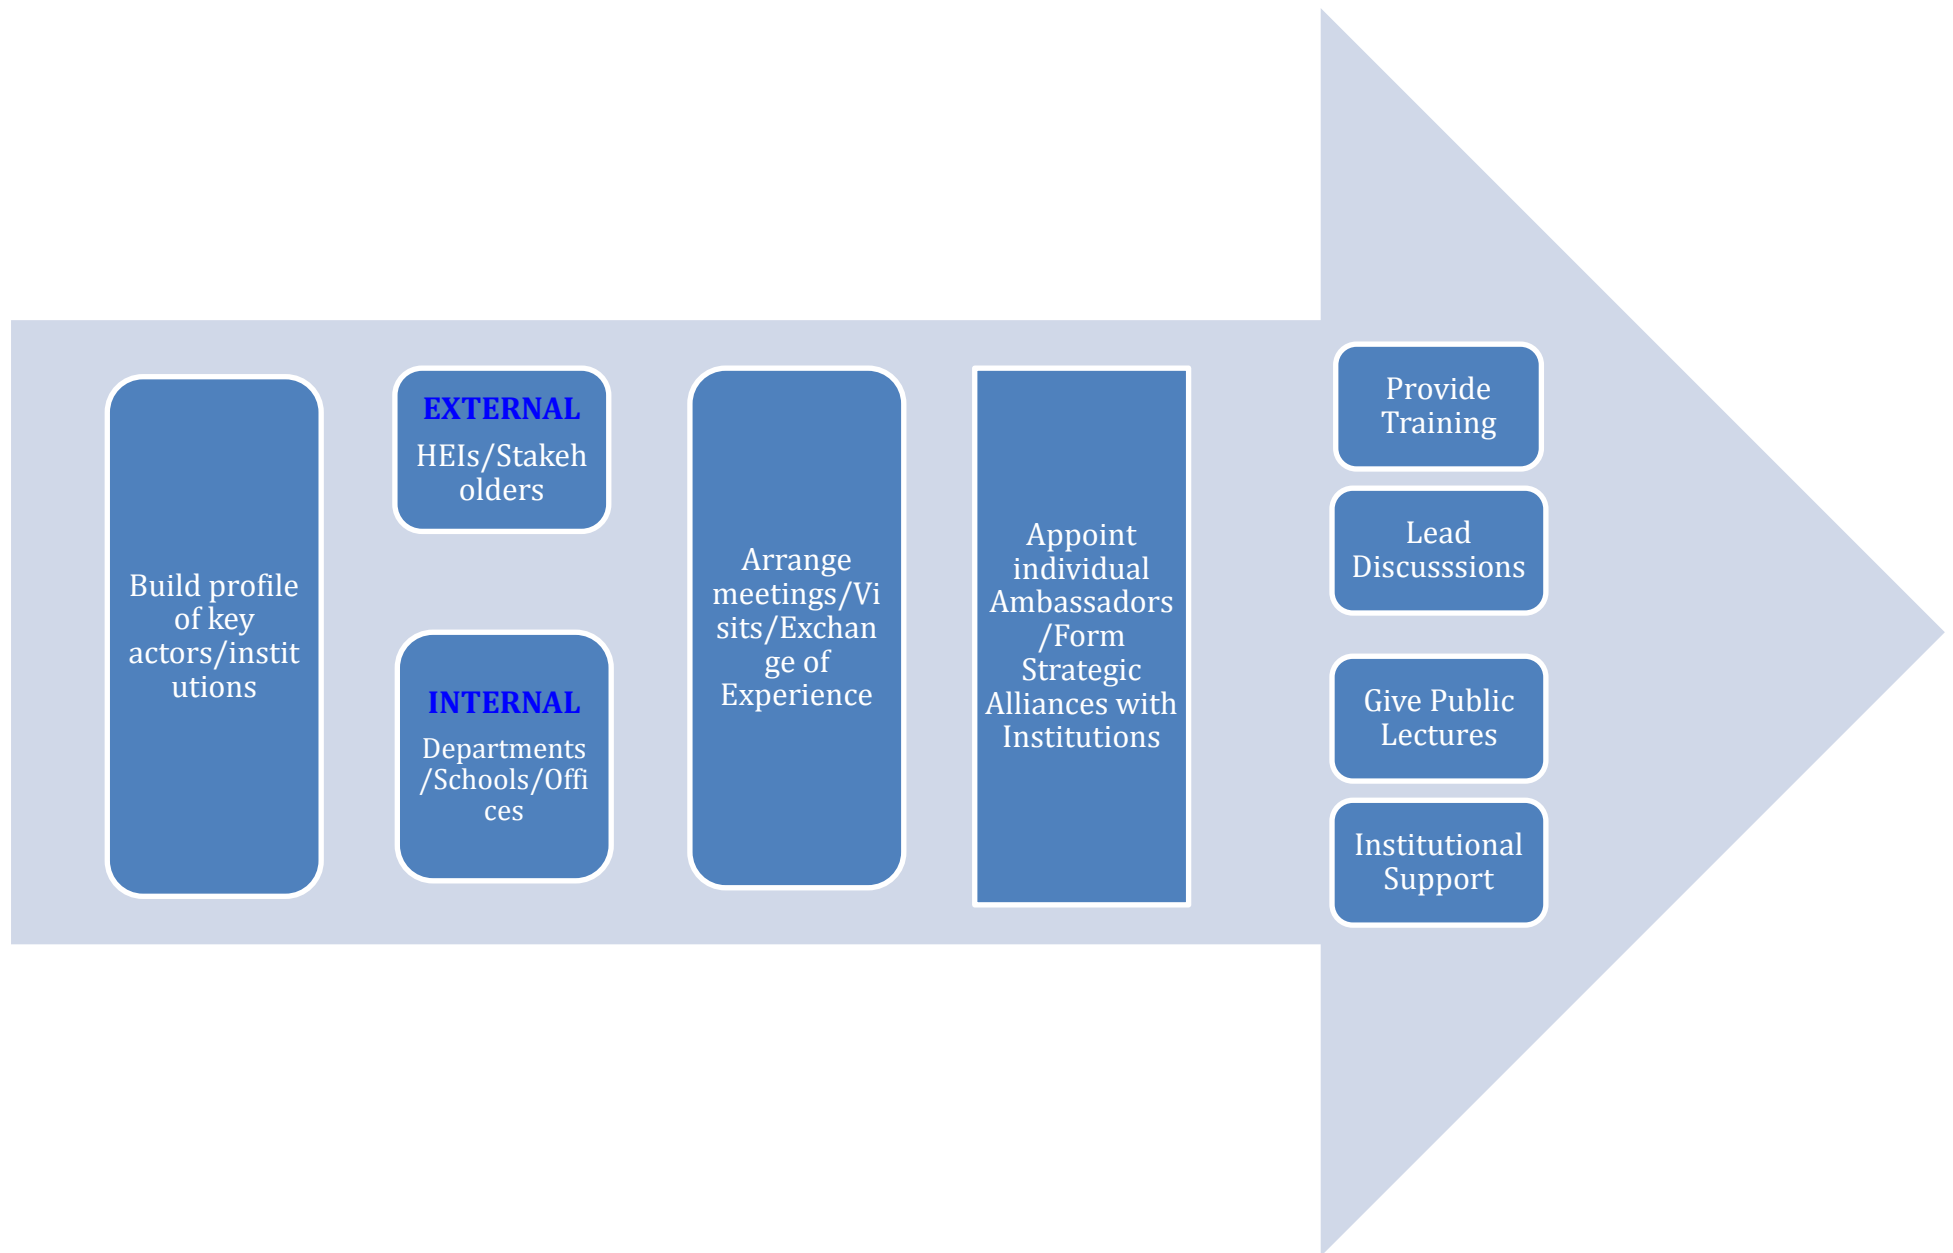 Build profile
of key
actors/instit
utions
EXTERNAL
HEIs/Stakeh
olders
INTERNAL
Departments
/Schools/Offi
ces
Arrange
meetings/Vi
sits/Exchan
ge of
Experience
Appoint
individual
Ambassadors
/Form
Strategic
Alliances with
Institutions
Provide
Training
Lead
Discusssions
Give Public
Lectures
Institutional
Support